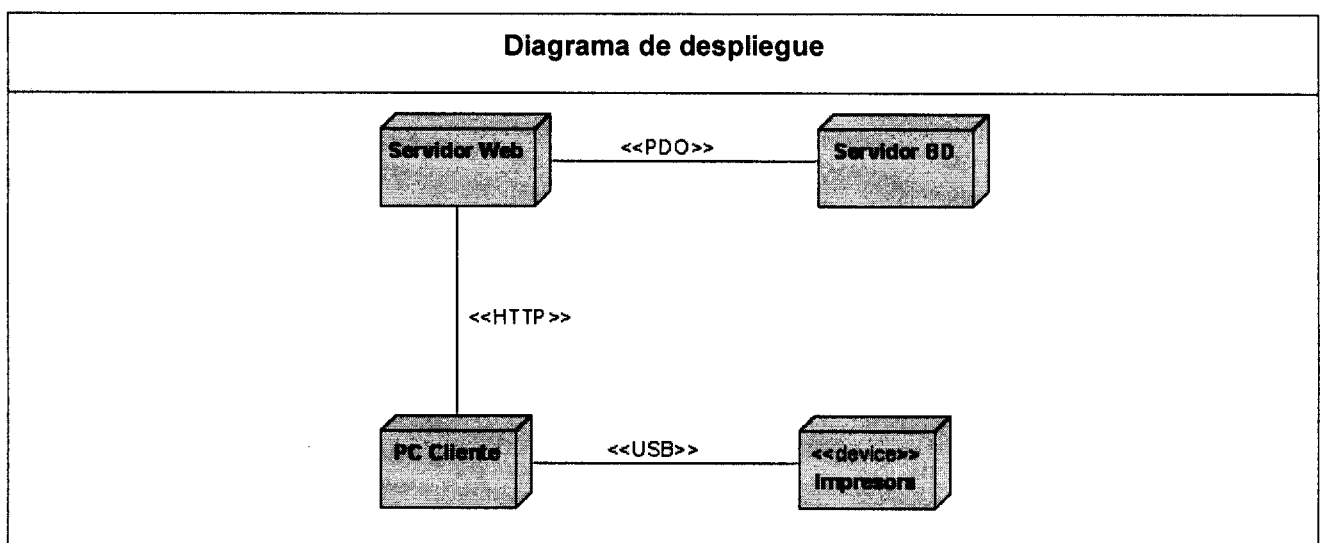 Diagrama de despliegue
Servidor Web
<<PDO>>
Servidor BD
<<HTTP>>
PC Cliente
<<USB>>
<<device>>
Impresora